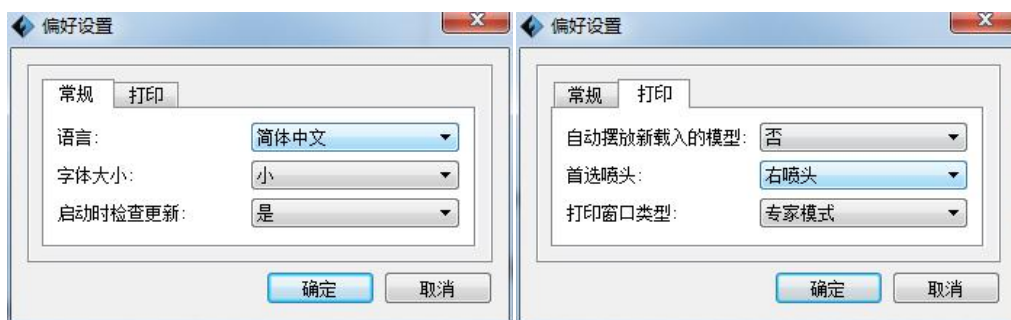 偏好设置
常规 打印
语言: 简体中文
字体大小: 小
启动时检查更新: 是
确定 取消
偏好设置
常规 打印
自动摆放新载入的模型: 否
首选喷头: 右喷头
打印窗口类型: 专家模式
确定 取消